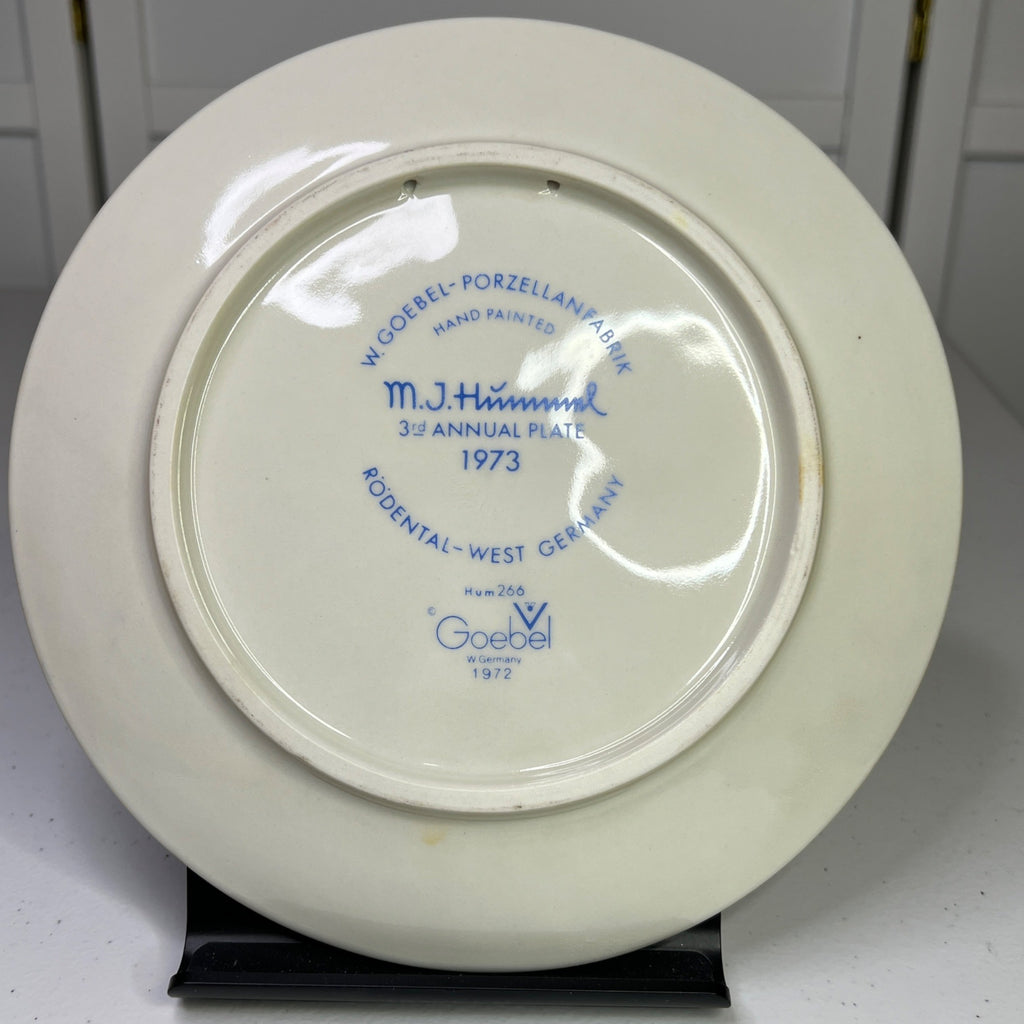 W. GOEBEL-PORZELLANFABRIK
HAND PAINTED
M.J.Hummel
3rd ANNUAL PLATE
1973
RÖDENTAL-WEST GERMANY
Hum 266
© Goebel
W Germany
1972